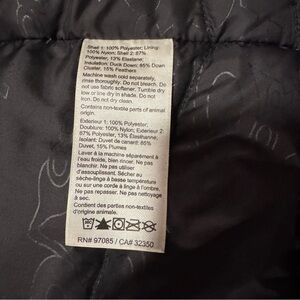 Shell 1: 100% Polyester; Lining:
100% Nylon; Shell 2: 87%
Polyester, 13% Elastane;
Insulation: Duck Down: 85% Down
Cluster, 15% Feathers
Machine wash cold separately,
rinse thoroughly. Do not bleach. Do
not use fabric softener. Tumble dry
low or line dry in shade. Do not
iron. Do not dry clean.
Contains non-textile parts of animal
origin.
Extérieur 1: 100% Polyester;
Doublure: 100% Nylon; Extérieur 2:
87% Polyester, 13% Élasthanne;
Isolant: Duvet de canard: 85%
Duvet, 15% Plumes
Laver à la machine séparément à
l'eau froide, bien rincer. Ne pas
blanchir. Ne pas utiliser
d'assouplissant. Sécher au
sèche-linge à basse température
ou sur une corde à linge à l'ombre.
Ne pas repasser. Ne pas nettoyer
à sec.
Contient des parties non-textiles
d'origine animale.
RN# 97085 / CA# 32350